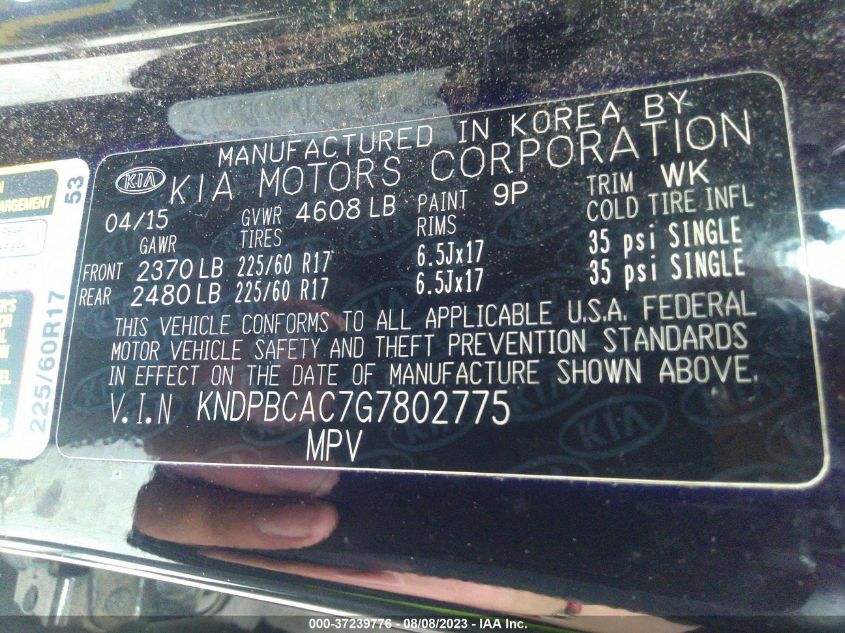 MANUFACTURED IN KOREA BY
KIA KIA MOTORS CORPORATION
04/15 GVWR 4608 LB PAINT 9P TRIM WK
GAWR TIRES RIMS COLD TIRE INFL
FRONT 2370 LB 225/60 R17 6.5Jx17 35 psi SINGLE
REAR 2480 LB 225/60 R17 6.5Jx17 35 psi SINGLE
THIS VEHICLE CONFORMS TO ALL APPLICABLE U.S.A. FEDERAL
MOTOR VEHICLE SAFETY AND THEFT PREVENTION STANDARDS
IN EFFECT ON THE DATE OF MANUFACTURE SHOWN ABOVE.
V.I.N KNDPBCAC7G7802775
MPV
53
225/60R17
000-37239776 - 08/08/2023 - IAA Inc.